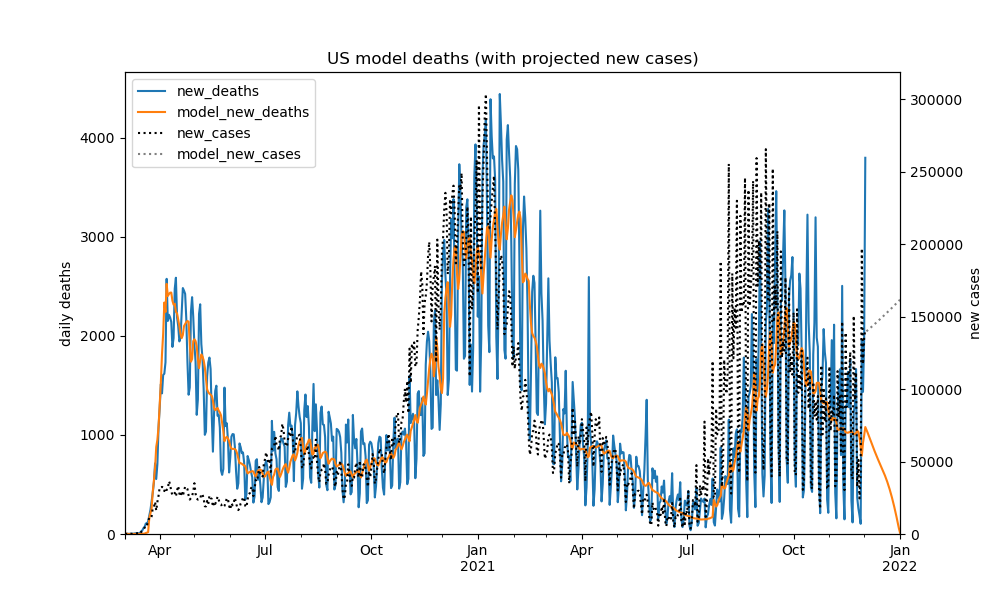 US model deaths (with projected new cases)
new_deaths
model_new_deaths
new_cases
model_new_cases
daily deaths
4000
3000
2000
1000
0
300000
250000
200000
150000
100000
50000
0
new cases
Apr
Jul
Oct
Jan
2021
Apr
Jul
Oct
Jan
2022